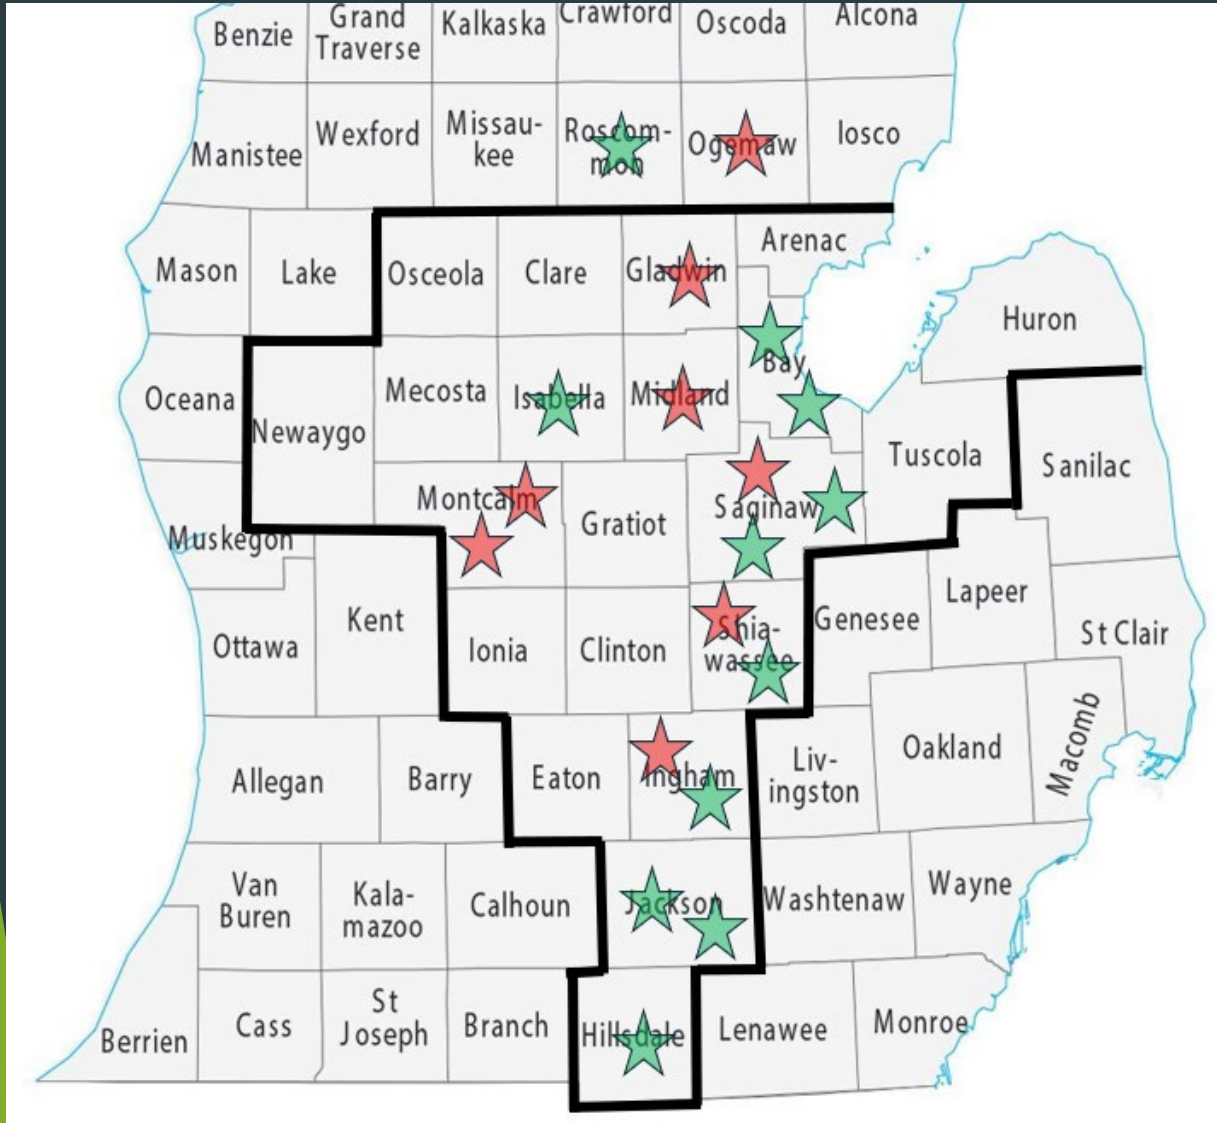 Benzie
Grand
Traverse
Kalkaska
Crawford
Oscoda
Alcona
Manistee
Wexford
Missau-
kee
Roscom-
mon
Ogemaw
Iosco
Mason
Lake
Osceola
Clare
Gladwin
Arenac
Huron
Oceana
Newaygo
Mecosta
Isabella
Midland
Bay
Tuscola
Sanilac
Muskegon
Montcalm
Gratiot
Saginaw
Ottawa
Kent
Ionia
Clinton
Shia-
wassee
Genesee
Lapeer
St Clair
Allegan
Barry
Eaton
Ingham
Liv-
ingston
Oakland
Macomb
Van
Buren
Kala-
mazoo
Calhoun
Jackson
Washtenaw
Wayne
Berrien
Cass
St
Joseph
Branch
Hillsdale
Lenawee
Monroe